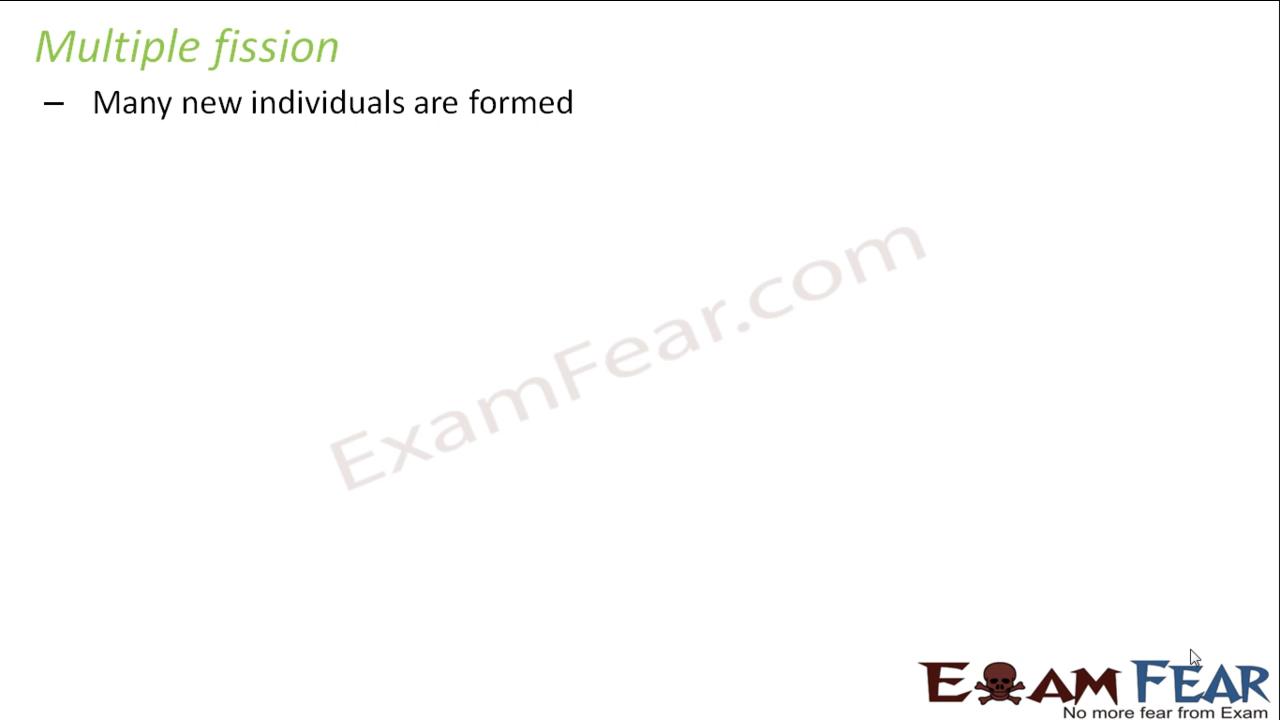 Multiple fission
– Many new individuals are formed
ExamFear.com
EXAM FEAR
No more fear from Exam